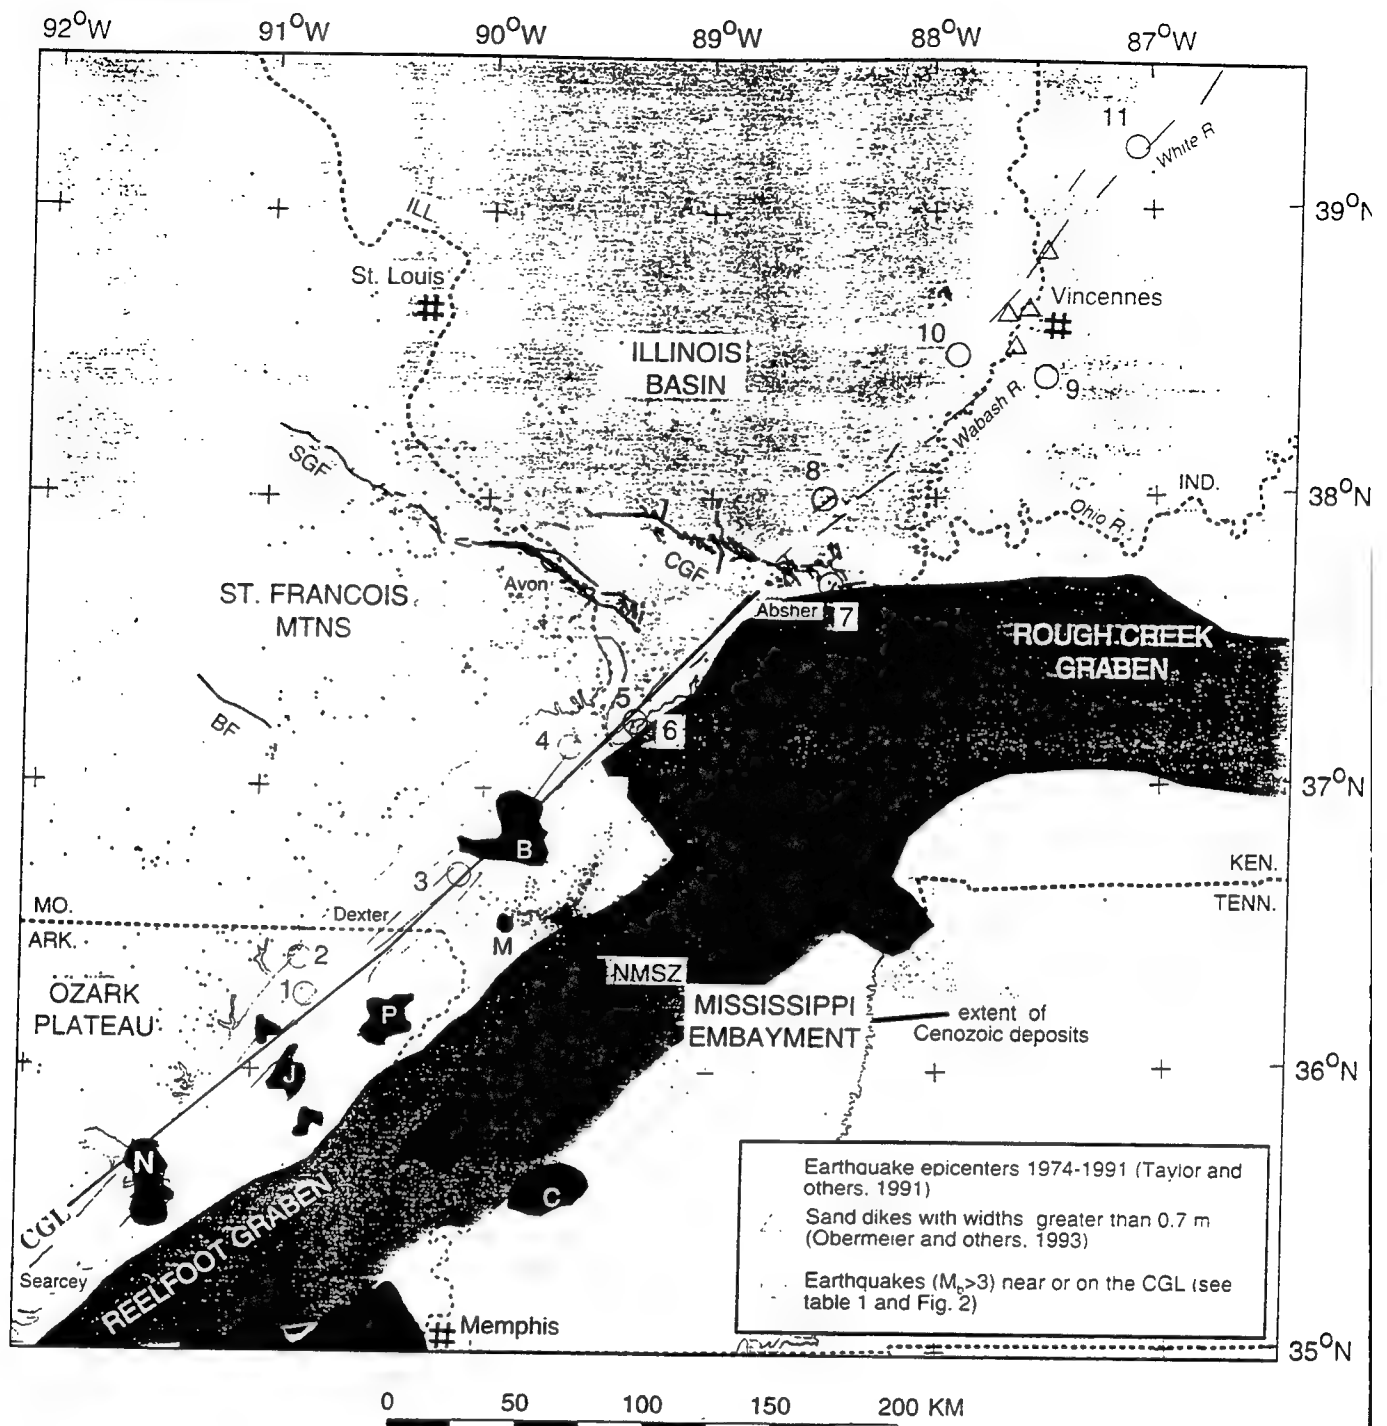 92°W 91°W 90°W 89°W 88°W 87°W
11
White R
39°N
ILL.
St. Louis
Vincennes
10
ILLINOIS
BASIN
9
Wabash R.
SGF
8
IND.
38°N
Ohio R.
CGF
Avon
ST. FRANCOIS
MTNS
Absher
7
ROUGH CREEK
GRABEN
BF
5
6
4
37°N
B
3
KEN.
MO.
Dexter
TENN.
ARK.
M
2
NMSZ
1
OZARK
PLATEAU
P
MISSISSIPPI
EMBAYMENT
extent of
Cenozoic deposits
J
36°N
N
C
Earthquake epicenters 1974-1991 (Taylor and
others. 1991)
Sand dikes with widths greater than 0.7 m
(Obermeier and others. 1993)
Earthquakes (Mb>3) near or on the CGL (see
table 1 and Fig. 2)
CGL
REELFOOT GRABEN
Searcey
Memphis
35°N
0 50 100 150 200 KM